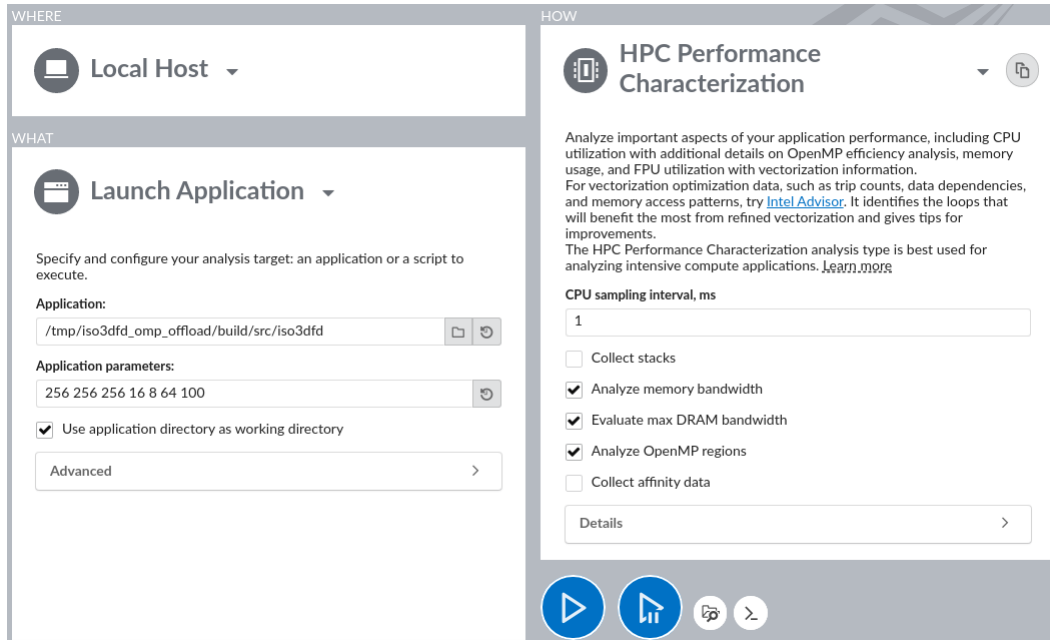 WHERE
Local Host
WHAT
Launch Application
Specify and configure your analysis target: an application or a script to
execute.
Application:
/tmp/iso3dfd_omp_offload/build/src/iso3dfd
Application parameters:
256 256 256 16 8 64 100
Use application directory as working directory
Advanced
HOW
HPC Performance
Characterization
Analyze important aspects of your application performance, including CPU
utilization with additional details on OpenMP efficiency analysis, memory
usage, and FPU utilization with vectorization information.
For vectorization optimization data, such as trip counts, data dependencies,
and memory access patterns, try Intel Advisor. It identifies the loops that
will benefit the most from refined vectorization and gives tips for
improvements.
The HPC Performance Characterization analysis type is best used for
analyzing intensive compute applications. Learn more
CPU sampling interval, ms
1
Collect stacks
Analyze memory bandwidth
Evaluate max DRAM bandwidth
Analyze OpenMP regions
Collect affinity data
Details